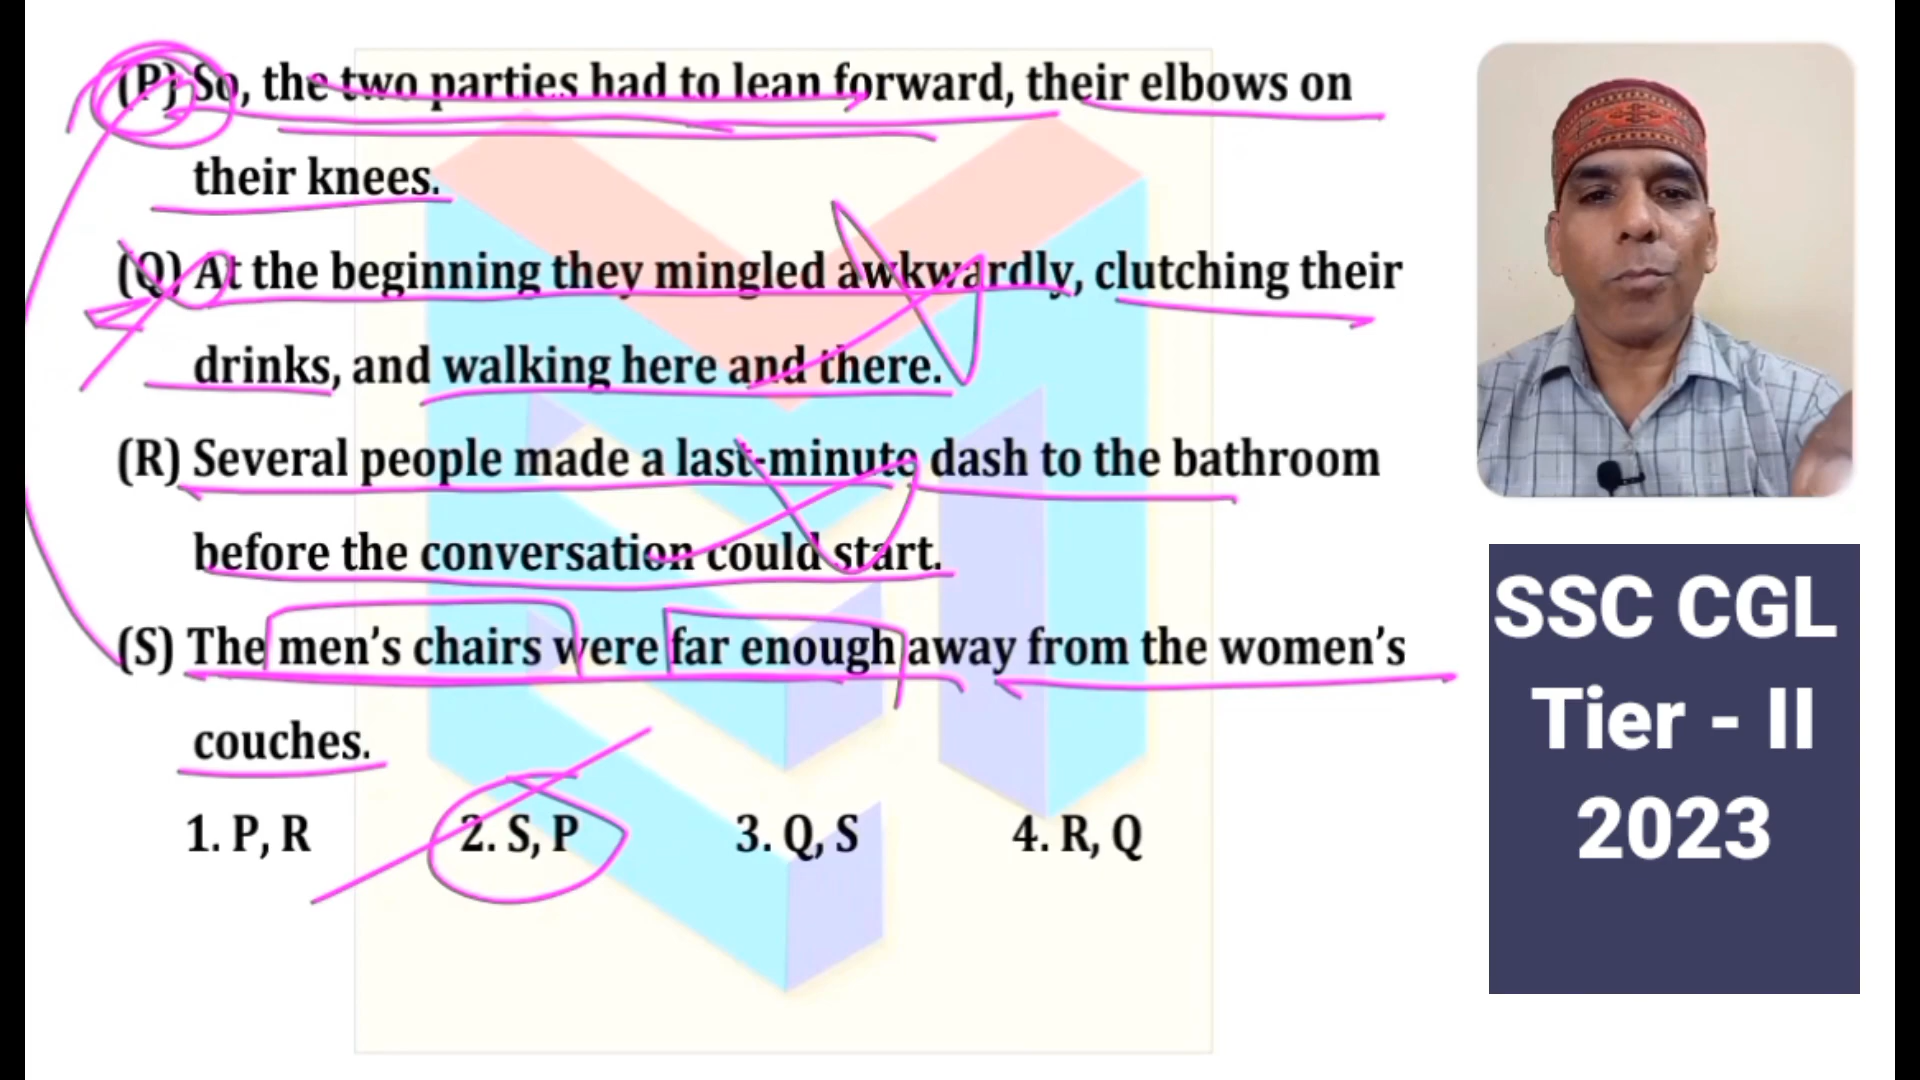 (P) So, the two parties had to lean forward, their elbows on
their knees.
(Q) At the beginning they mingled awkwardly, clutching their
drinks, and walking here and there.
(R) Several people made a last-minute dash to the bathroom
before the conversation could start.
(S) The men’s chairs were far enough away from the women’s
couches.
1. P, R 2. S, P 3. Q, S 4. R, Q
SSC CGL
Tier - II
2023